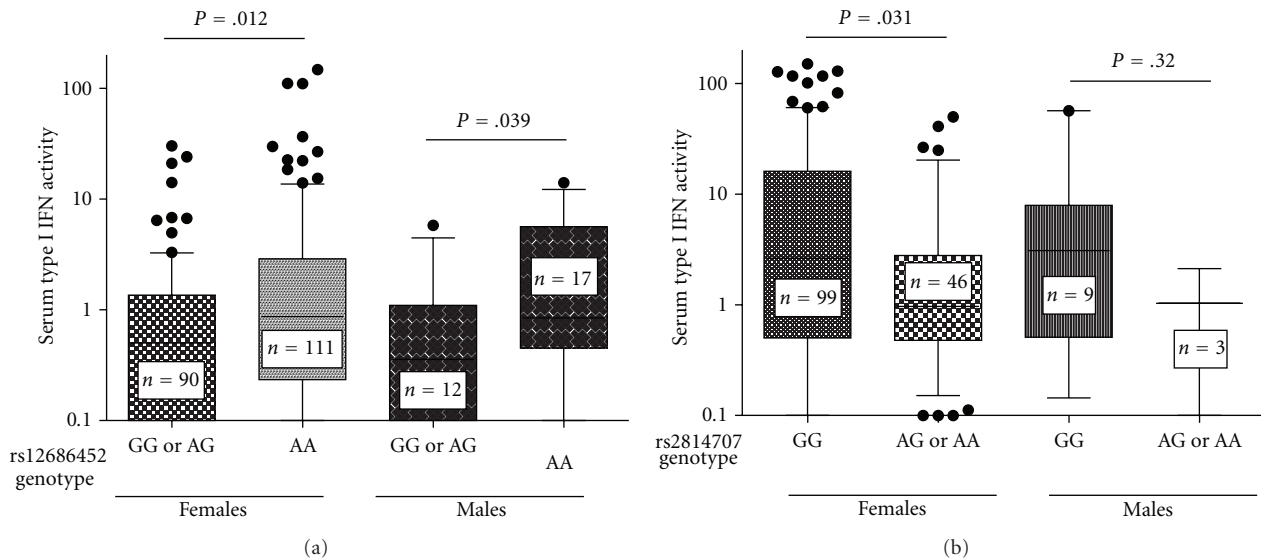 P = .012
P = .039
100
10
1
0.1
Serum type I IFN activity
n = 90
n = 111
n = 12
n = 17
GG or AG
AA
GG or AG
AA
rs12686452
genotype
Females
Males
(a)
P = .031
P = .32
100
10
1
0.1
Serum type I IFN activity
n = 99
n = 46
n = 9
n = 3
GG
AG or AA
GG
AG or AA
rs2814707
genotype
Females
Males
(b)